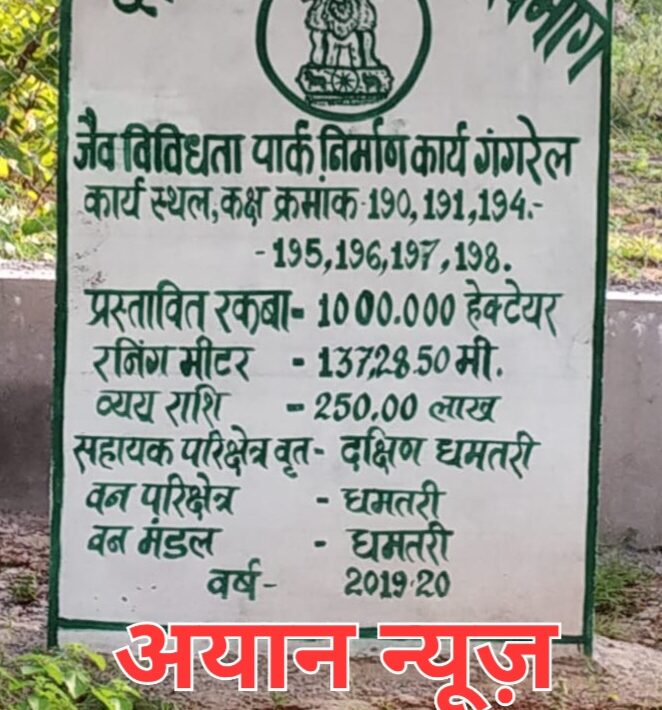 जैव विविधता पार्क निर्माण कार्य गंगरेल
कार्य स्थल, कक्ष क्रमांक-190,191,194.-
-195,196,197,198.
प्रस्तावित रकबा- 1000.000 हेक्टेयर
रनिंग मीटर - 13728.50 मी.
व्यय राशि - 250.00 लाख
सहायक परिक्षेत्र वृत- दक्षिण धमतरी
वन परिक्षेत्र - धमतरी
वन मंडल - धमतरी
वर्ष- 2019-20
अयान न्यूज़